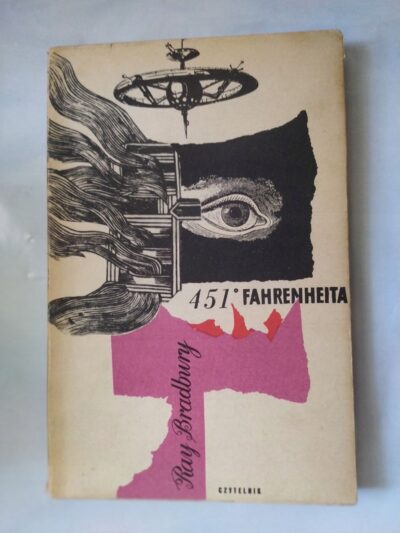 451° FAHRENHEITA
Ray Bradbury
CZYTELNIK